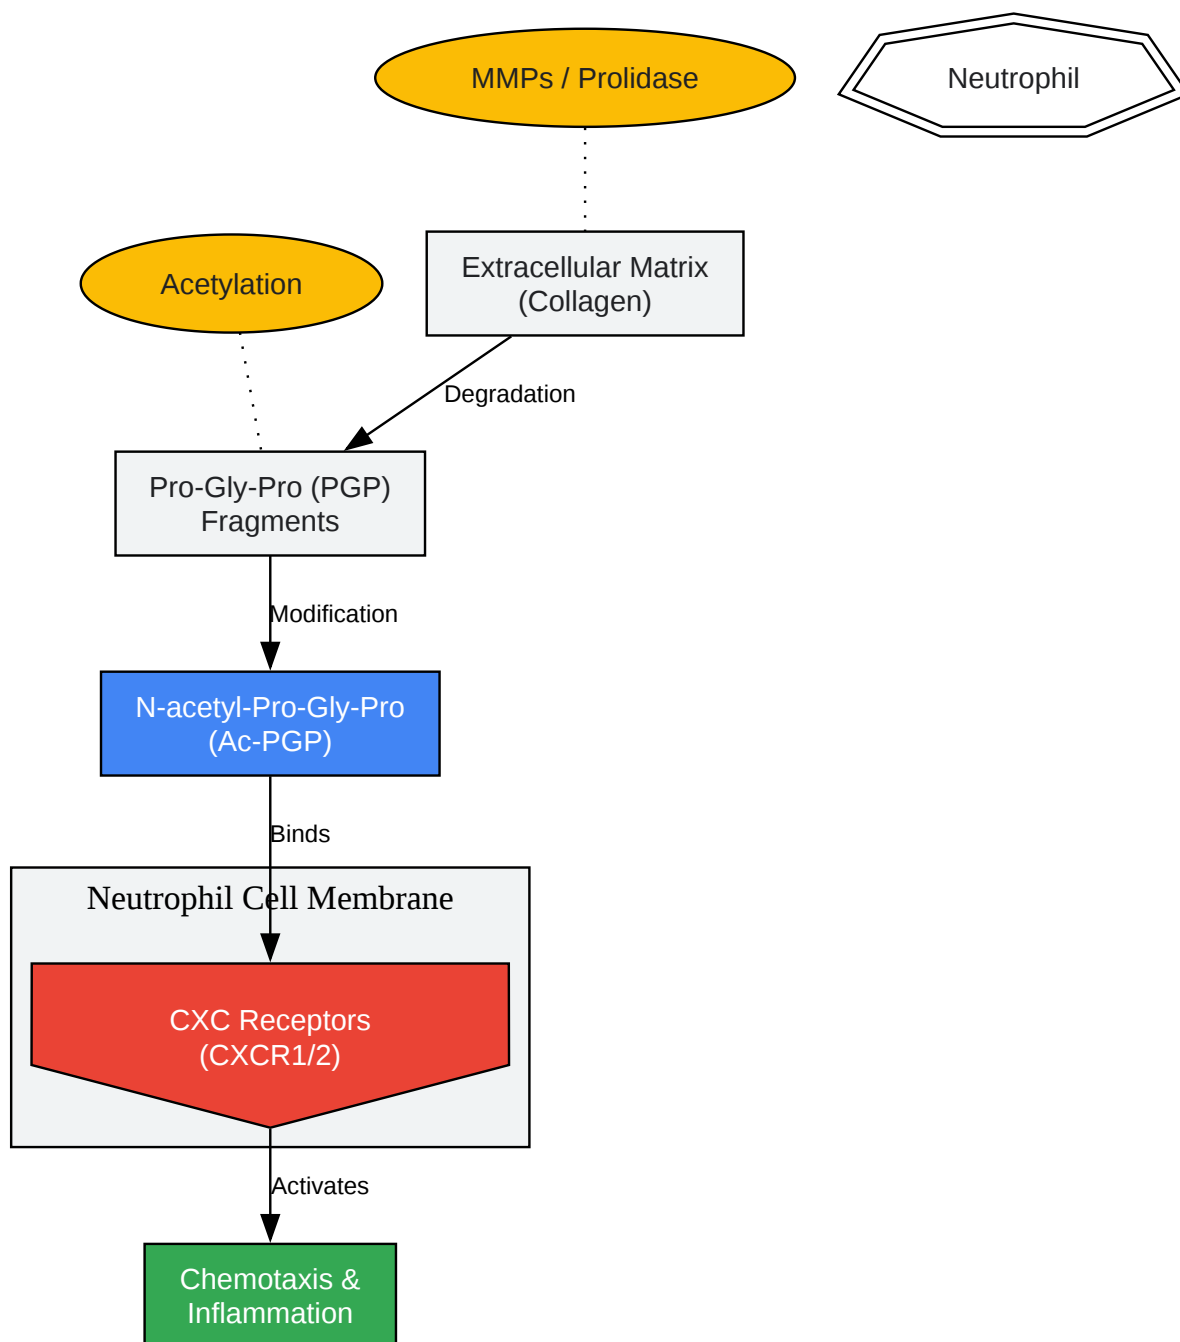 MMPs / Prolidase
Neutrophil
Acetylation
Extracellular Matrix
(Collagen)
Degradation
Pro-Gly-Pro (PGP)
Fragments
Modification
N-acetyl-Pro-Gly-Pro
(Ac-PGP)
Binds
Neutrophil Cell Membrane
CXC Receptors
(CXCR1/2)
Activates
Chemotaxis &
Inflammation